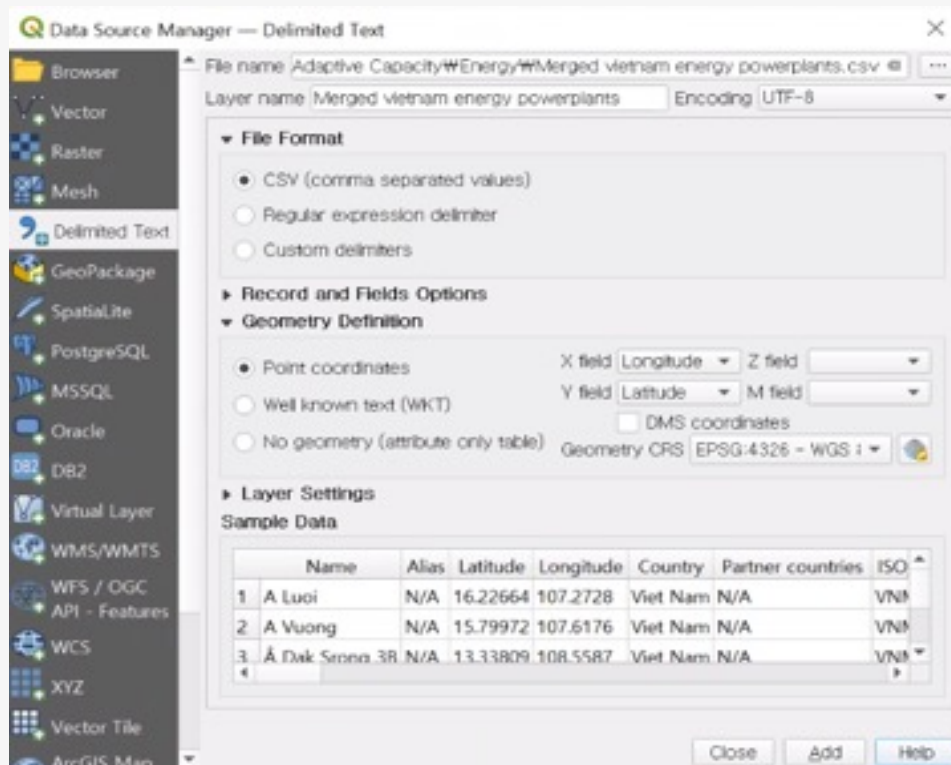 Data Source Manager — Delimited Text
Browser
Vector
Raster
Mesh
Delimited Text
GeoPackage
SpatiaLite
PostgreSQL
MSSQL
Oracle
DB2
Virtual Layer
WMS/WMTS
WFS / OGC
API - Features
WCS
XYZ
Vector Tile
ArcGIS Map
File name Adaptive Capacity₩Energy₩Merged vietnam energy powerplants.csv ...
Layer name Merged vietnam energy powerplants Encoding UTF-8
File Format
CSV (comma separated values)
Regular expression delimiter
Custom delimiters
Record and Fields Options
Geometry Definition
Point coordinates
Well known text (WKT)
No geometry (attribute only table)
X field Longitude Z field
Y field Latitude M field
DMS coordinates
Geometry CRS EPSG:4326 - WGS
Layer Settings
Sample Data
Name Alias Latitude Longitude Country Partner countries ISO
1 A Luoi N/A 16.22664 107.2728 Viet Nam N/A VNM
2 A Vuong N/A 15.79972 107.6176 Viet Nam N/A VNM
3 Dak Srong 3B N/A 13.33809 108.5587 Viet Nam N/A VNM
Close Add Help